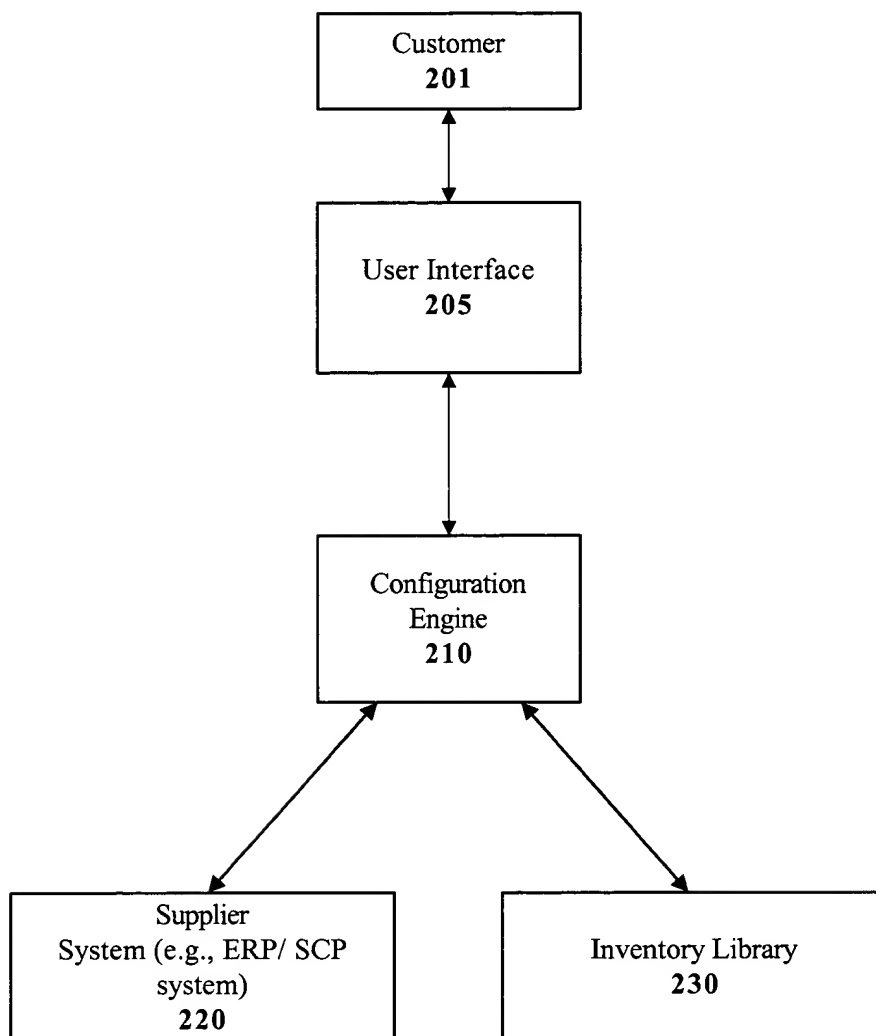 Customer
201
User Interface
205
Configuration
Engine
210
Supplier
System (e.g., ERP/ SCP
system)
220
Inventory Library
230